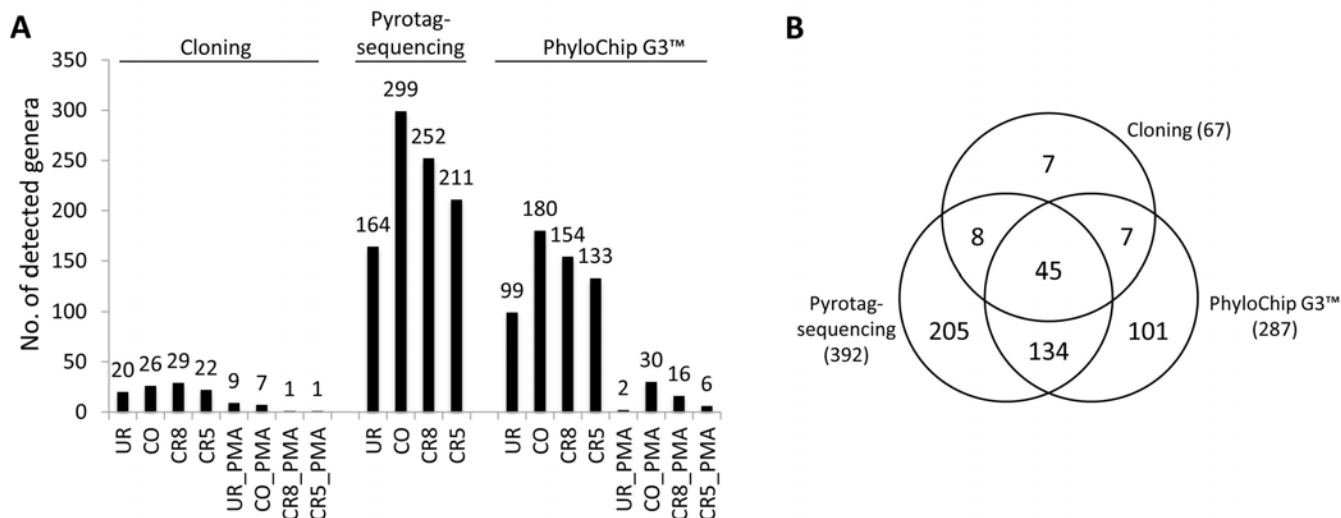 A
Cloning
Pyrotag-
sequencing
PhyloChip G3™
No. of detected genera
350
300
250
200
150
100
50
0
20
26
29
22
9
7
1
1
164
299
252
211
99
180
154
133
2
30
16
6
UR
CO
CR8
CR5
UR_PMA
CO_PMA
CR8_PMA
CR5_PMA
UR
CO
CR8
CR5
UR
CO
CR8
CR5
UR_PMA
CO_PMA
CR8_PMA
CR5_PMA
B
Cloning (67)
7
8
7
45
Pyrotag-
sequencing
(392)
205
134
101
PhyloChip G3™
(287)